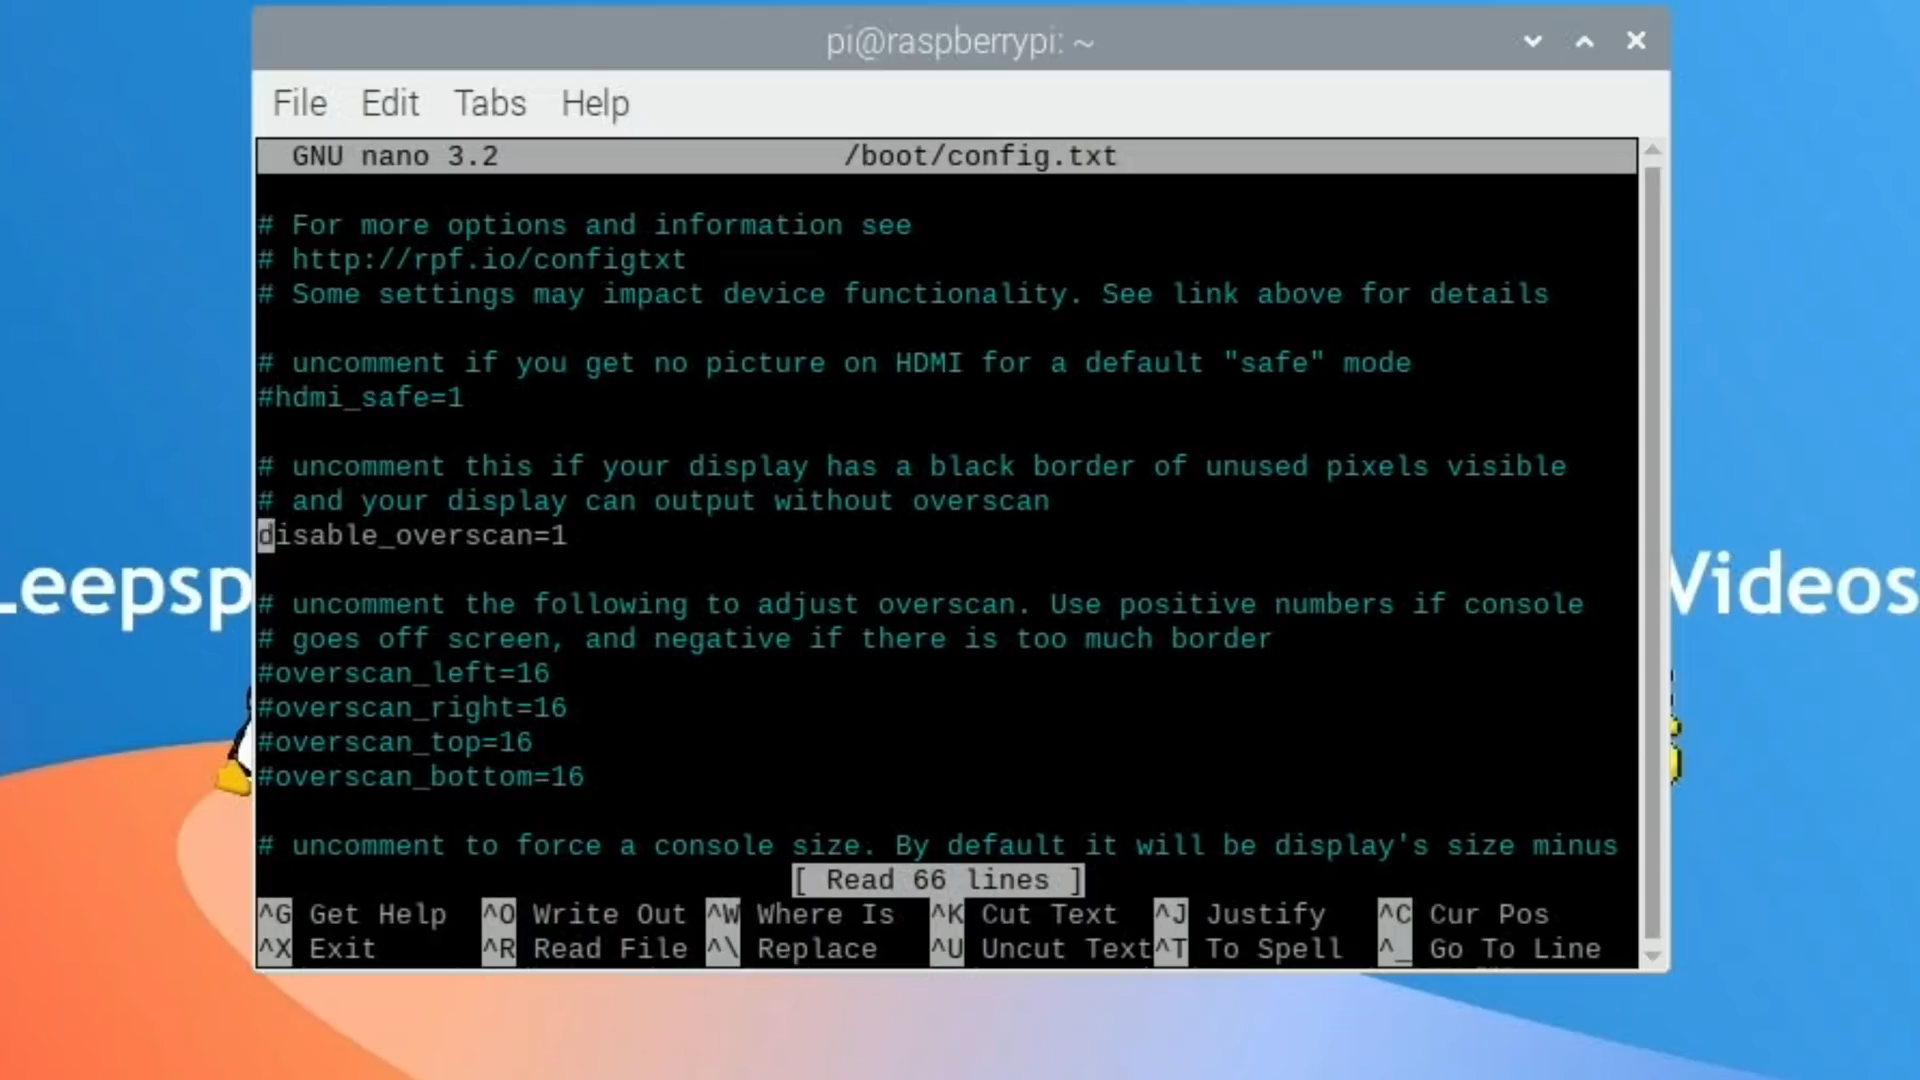 pi@raspberrypi: ~
File Edit Tabs Help
GNU nano 3.2 /boot/config.txt
# For more options and information see
# http://rpf.io/configtxt
# Some settings may impact device functionality. See link above for details
# uncomment if you get no picture on HDMI for a default "safe" mode
#hdmi_safe=1
# uncomment this if your display has a black border of unused pixels visible
# and your display can output without overscan
disable_overscan=1
# uncomment the following to adjust overscan. Use positive numbers if console
# goes off screen, and negative if there is too much border
#overscan_left=16
#overscan_right=16
#overscan_top=16
#overscan_bottom=16
# uncomment to force a console size. By default it will be display's size minus
[ Read 66 lines ]
^G Get Help ^O Write Out ^W Where Is ^K Cut Text ^J Justify ^C Cur Pos
^X Exit ^R Read File ^\ Replace ^U Uncut Text ^T To Spell ^_ Go To Line
Leepsp Videos